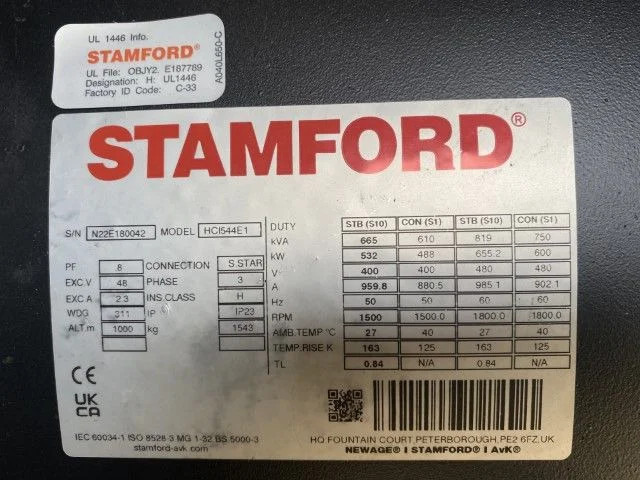 UL 1446 Info.
STAMFORD®
UL File: OBJY2. E187789
Designation: H: UL1446
Factory ID Code: C-33
A040L650-C
STAMFORD®
S/N N22E180042 MODEL HCI544E1
PF .8 CONNECTION S.STAR
EXC V 48 PHASE 3
EXC A 2.3 INS.CLASS H
WDG 311 IP IP23
ALT.m 1000 kg 1543
DUTY STB (S10) CON (S1) STB (S10) CON (S1)
kVA 665 610 819 750
kW 532 488 655.2 600
V 400 400 480 480
A 959.8 880.5 985.1 902.1
Hz 50 50 60 60
RPM 1500 1500.0 1800.0 1800.0
AMB.TEMP °C 27 40 27 40
TEMP.RISE K 163 125 163 125
TL 0.84 N/A 0.84 N/A
CE
UK
CA
IEC 60034-1 ISO 8528-3 MG 1-32 BS 5000-3
stamford-avk.com
HQ FOUNTAIN COURT, PETERBOROUGH, PE2 6FZ, UK
NEWAGE® I STAMFORD® I AvK®